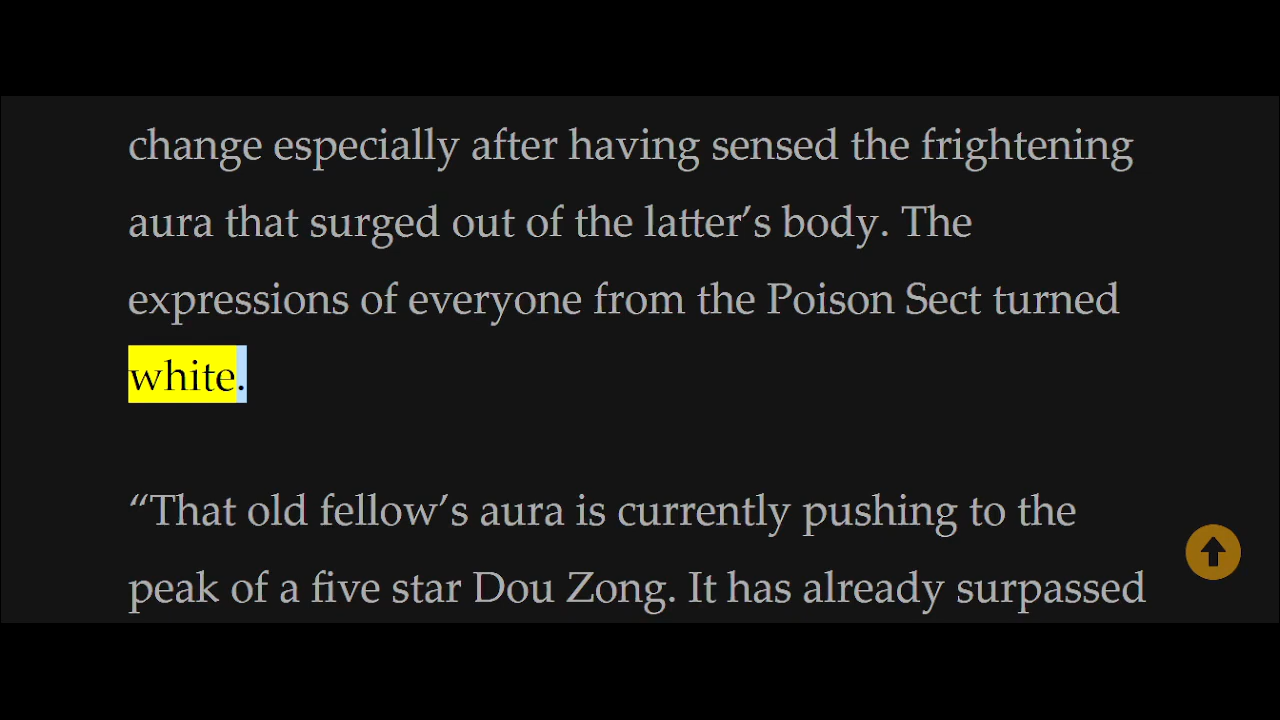 change especially after having sensed the frightening
aura that surged out of the latter’s body. The
expressions of everyone from the Poison Sect turned
white.
“That old fellow’s aura is currently pushing to the
peak of a five star Dou Zong. It has already surpassed